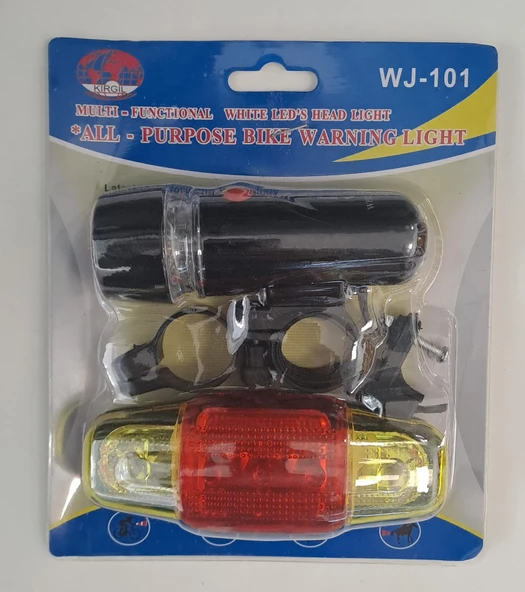 KIRGIL
WJ-101
MULTI - FUNCTIONAL WHITE LED'S HEAD LIGHT
*ALL - PURPOSE BIKE WARNING LIGHT